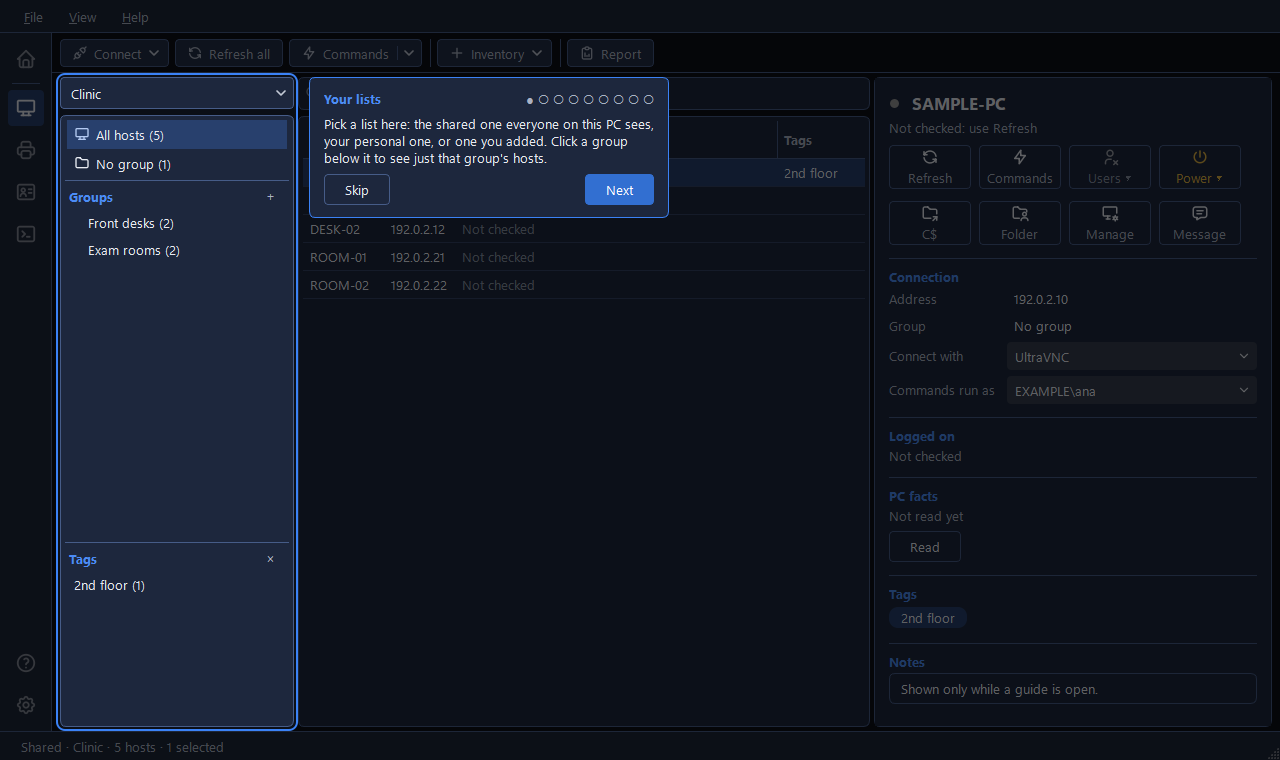 File View Help
Connect Refresh all Commands Inventory Report
Clinic
All hosts (5)
No group (1)
Groups +
Front desks (2)
Exam rooms (2)
Tags ×
2nd floor (1)
Your lists
Pick a list here: the shared one everyone on this PC sees,
your personal one, or one you added. Click a group
below it to see just that group's hosts.
Skip Next
Tags
2nd floor
DESK-02 192.0.2.12 Not checked
ROOM-01 192.0.2.21 Not checked
ROOM-02 192.0.2.22 Not checked
SAMPLE-PC
Not checked: use Refresh
Refresh Commands Users Power
C$ Folder Manage Message
Connection
Address 192.0.2.10
Group No group
Connect with UltraVNC
Commands run as EXAMPLE\ana
Logged on
Not checked
PC facts
Not read yet
Read
Tags
2nd floor
Notes
Shown only while a guide is open.
Shared · Clinic · 5 hosts · 1 selected